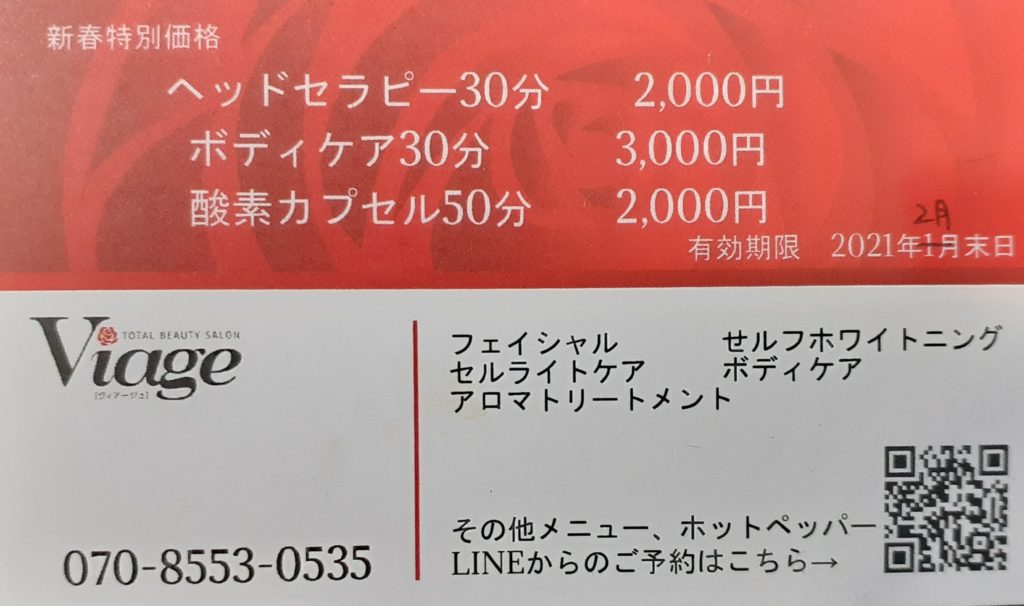 新春特別価格
ヘッドセラピー30分 2,000円
ボディケア30分 3,000円
酸素カプセル50分 2,000円
2月
有効期限 2021年1月末日
TOTAL BEAUTY SALON
Viage
[ヴィアージュ]
フェイシャル せルフホワイトニング
セルライトケア ボディケア
アロマトリートメント
その他メニュー、ホットペッパー
LINEからのご予約はこちら→
070-8553-0535